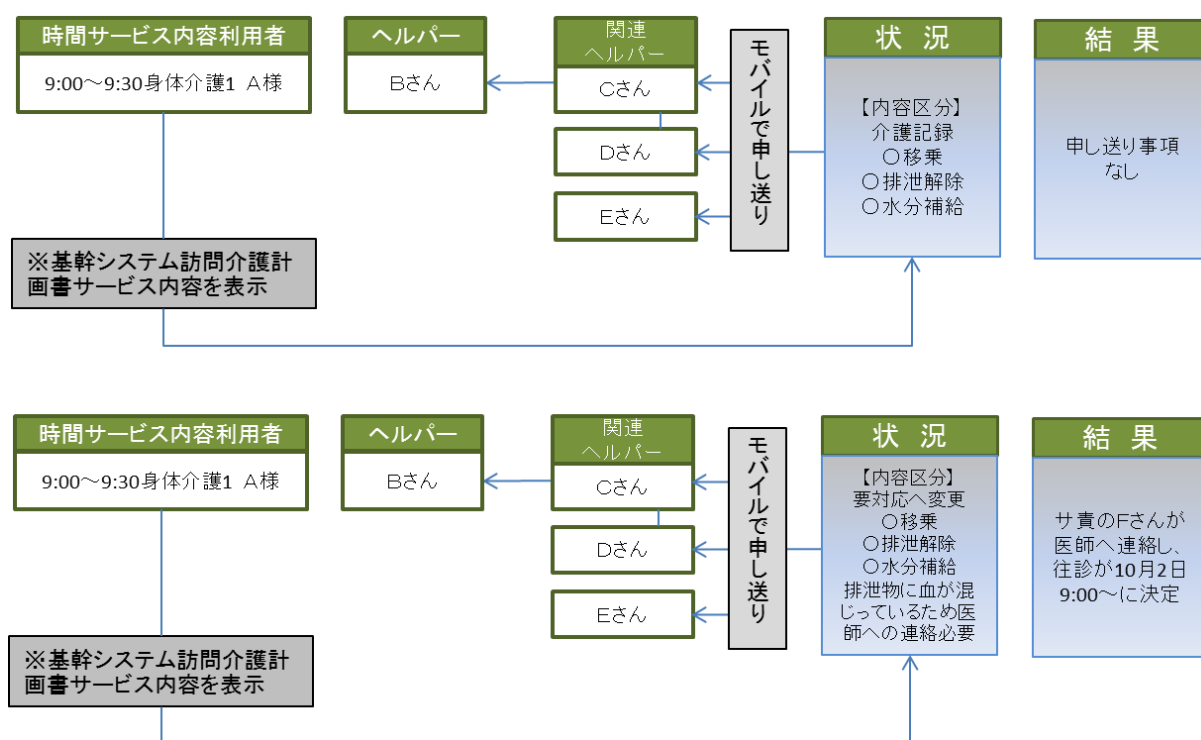 時間サービス内容利用者
9:00～9:30身体介護1 A様
※基幹システム訪問介護計
画書サービス内容を表示
ヘルパー
Bさん
関連
ヘルパー
Cさん
Dさん
Eさん
モバイルで申し送り
状 況
【内容区分】
介護記録
○移乗
○排泄解除
○水分補給
結 果
申し送り事項
なし
時間サービス内容利用者
9:00～9:30身体介護1 A様
※基幹システム訪問介護計
画書サービス内容を表示
ヘルパー
Bさん
関連
ヘルパー
Cさん
Dさん
Eさん
モバイルで申し送り
状 況
【内容区分】
要対応へ変更
○移乗
○排泄解除
○水分補給
排泄物に血が混
じっているため医
師への連絡必要
結 果
サ責のFさんが
医師へ連絡し、
往診が10月2日
9:00～に決定